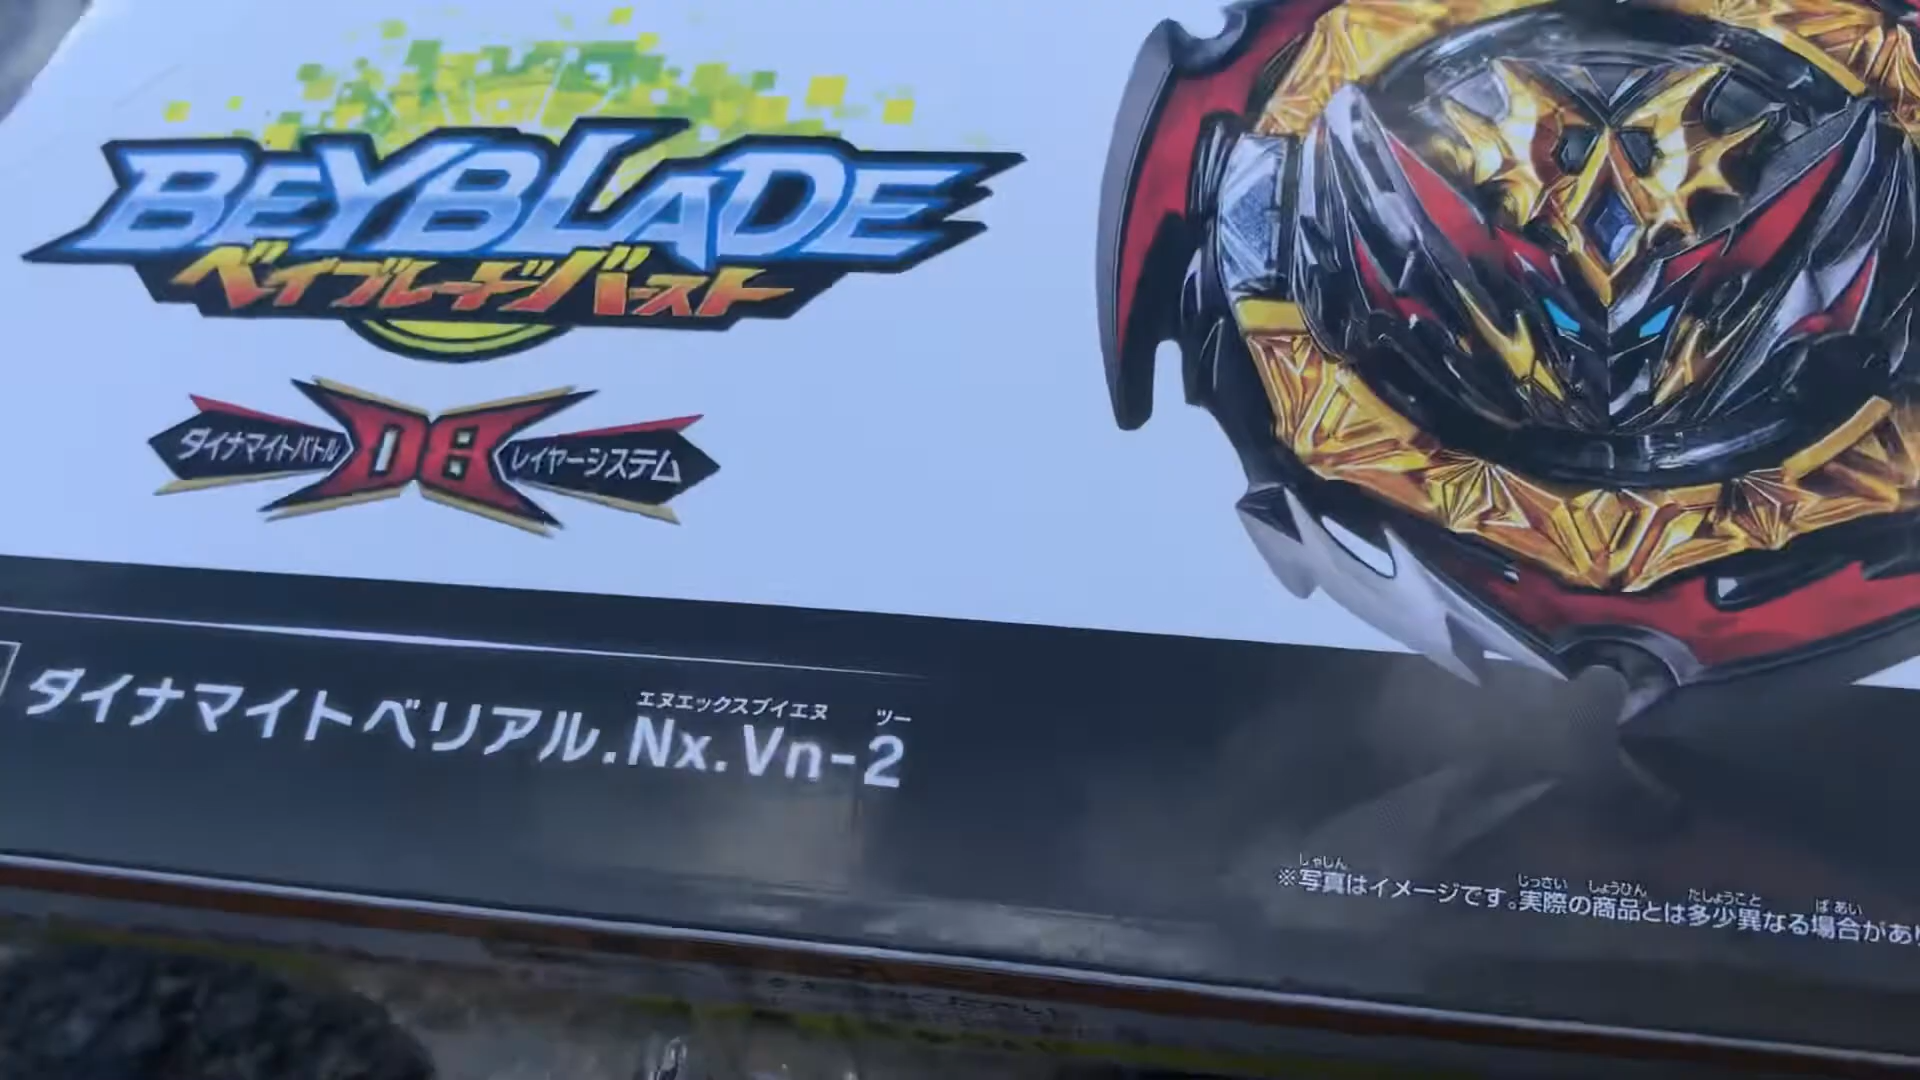 BEYBLADE
ベイブレードバースト
ダイナマイトバトル DB レイヤーシステム
エヌエックスブイエヌ ツー
ダイナマイトベリアル.Nx.Vn-2
しゃしん じっさい しょうひん たしょうこと ばあい
※写真はイメージです。実際の商品とは多少異なる場合があり